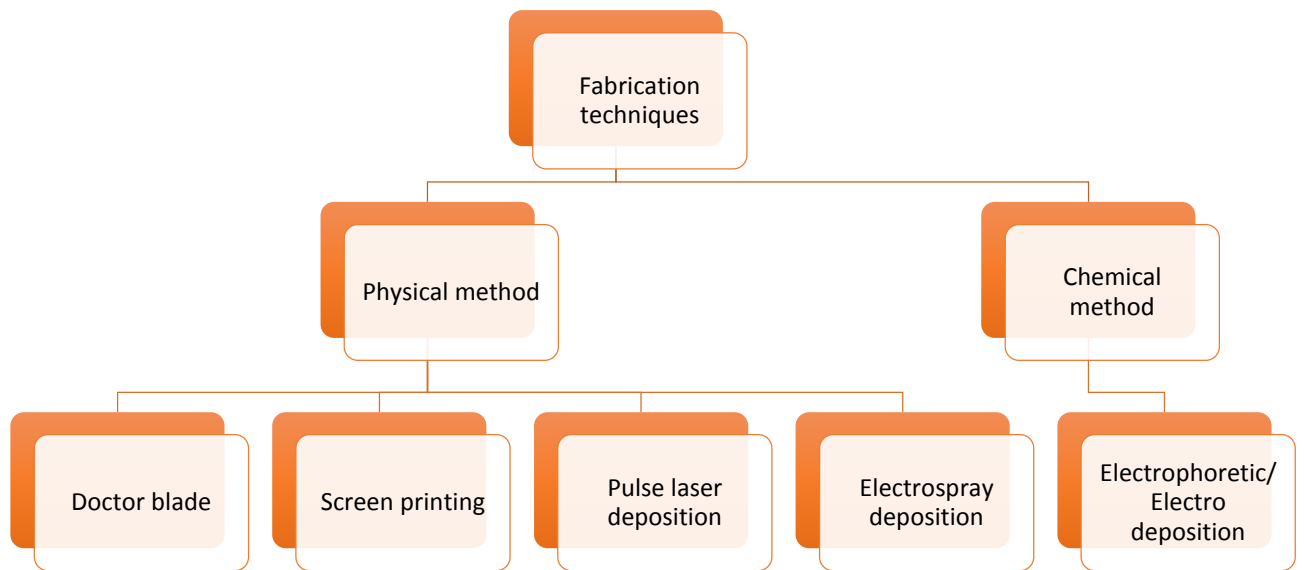 Fabrication
techniques
Physical method
Chemical
method
Doctor blade
Screen printing
Pulse laser
deposition
Electrospray
deposition
Electrophoretic/
Electro
deposition